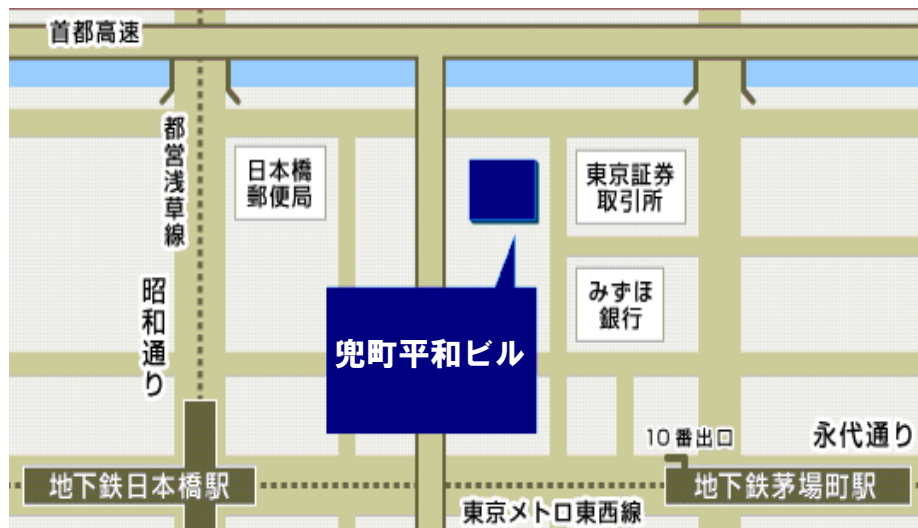 首都高速
都営浅草線
日本橋
郵便局
東京証券
取引所
昭和通り
みずほ
銀行
兜町平和ビル
10番出口
永代通り
地下鉄日本橋駅
地下鉄茅場町駅
東京メトロ東西線